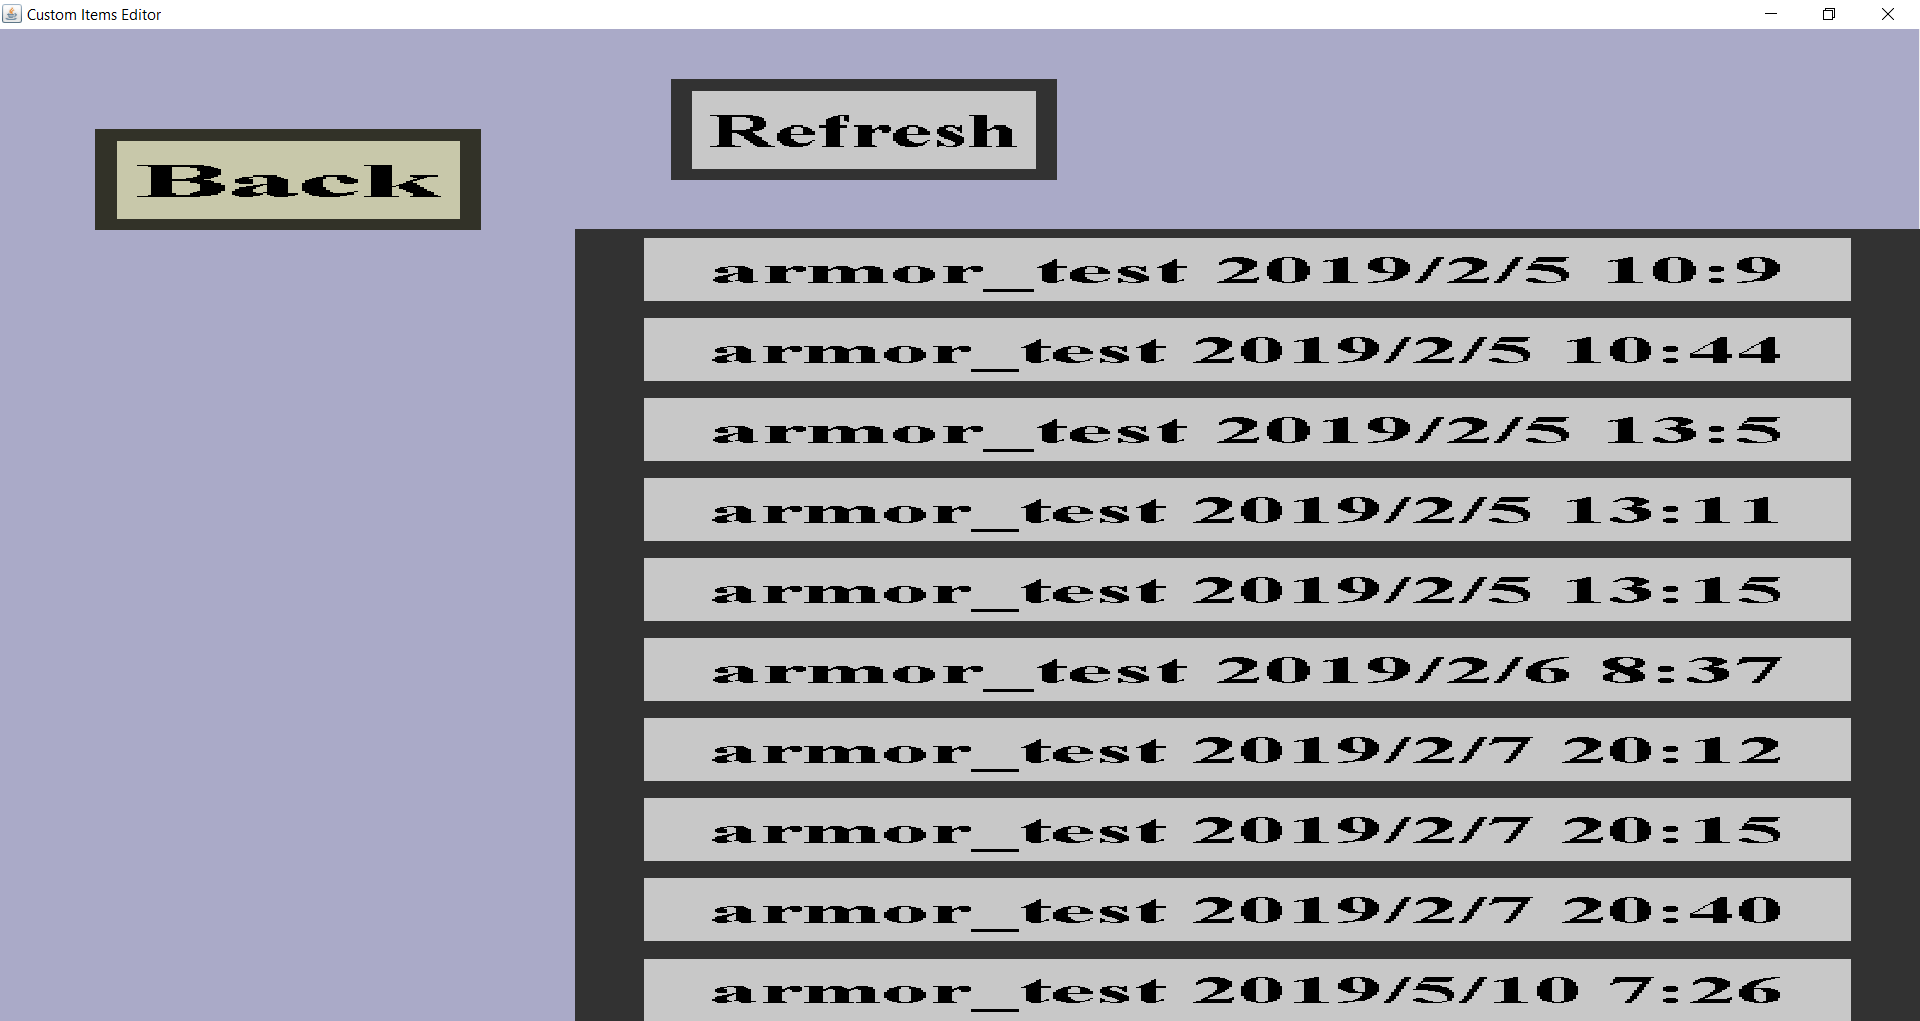 Custom Items Editor
Back
Refresh
armor_test 2019/2/5 10:9
armor_test 2019/2/5 10:44
armor_test 2019/2/5 13:5
armor_test 2019/2/5 13:11
armor_test 2019/2/5 13:15
armor_test 2019/2/6 8:37
armor_test 2019/2/7 20:12
armor_test 2019/2/7 20:15
armor_test 2019/2/7 20:40
armor_test 2019/5/10 7:26